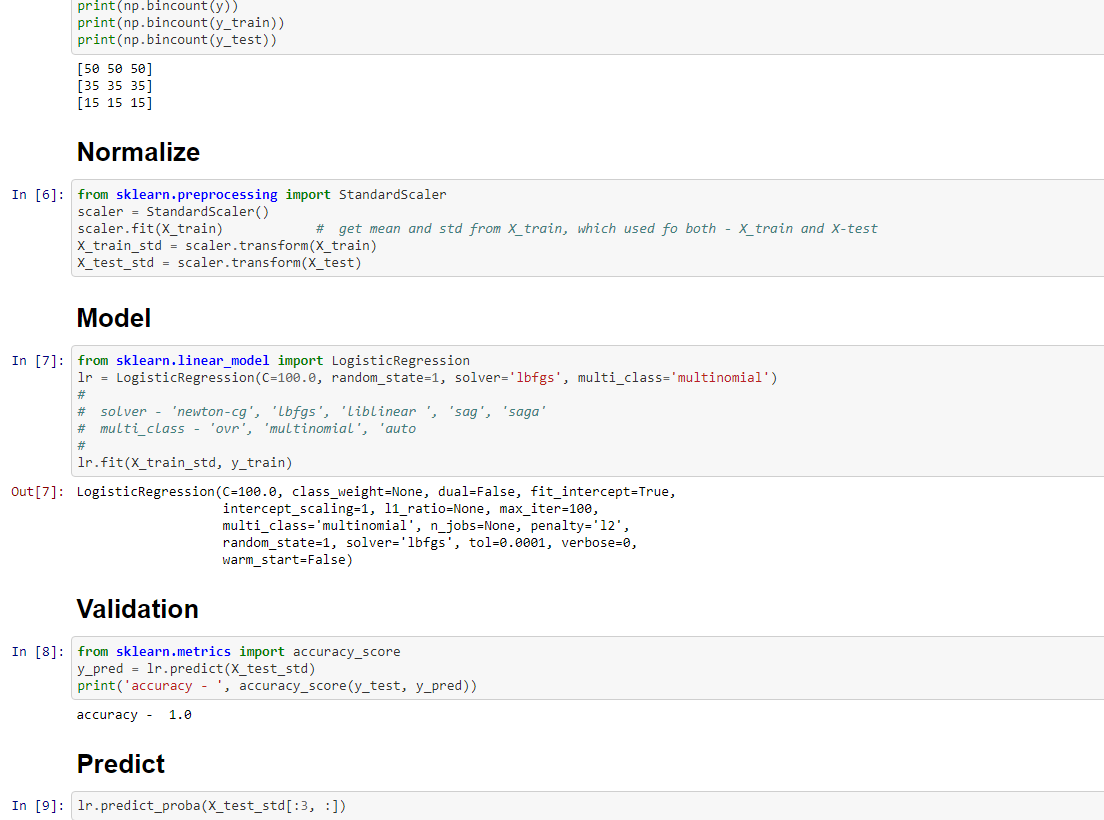 print(np.bincount(y))
print(np.bincount(y_train))
print(np.bincount(y_test))
[50 50 50]
[35 35 35]
[15 15 15]
Normalize
In [6]: from sklearn.preprocessing import StandardScaler
scaler = StandardScaler()
scaler.fit(X_train)            #  get mean and std from X_train, which used fo both - X_train and X-test
X_train_std = scaler.transform(X_train)
X_test_std = scaler.transform(X_test)
Model
In [7]: from sklearn.linear_model import LogisticRegression
lr = LogisticRegression(C=100.0, random_state=1, solver='lbfgs', multi_class='multinomial')
#
#  solver - 'newton-cg', 'lbfgs', 'liblinear ', 'sag', 'saga'
#  multi_class - 'ovr', 'multinomial', 'auto
#
lr.fit(X_train_std, y_train)
Out[7]: LogisticRegression(C=100.0, class_weight=None, dual=False, fit_intercept=True,
intercept_scaling=1, l1_ratio=None, max_iter=100,
multi_class='multinomial', n_jobs=None, penalty='l2',
random_state=1, solver='lbfgs', tol=0.0001, verbose=0,
warm_start=False)
Validation
In [8]: from sklearn.metrics import accuracy_score
y_pred = lr.predict(X_test_std)
print('accuracy - ', accuracy_score(y_test, y_pred))
accuracy -  1.0
Predict
In [9]: lr.predict_proba(X_test_std[:3, :])